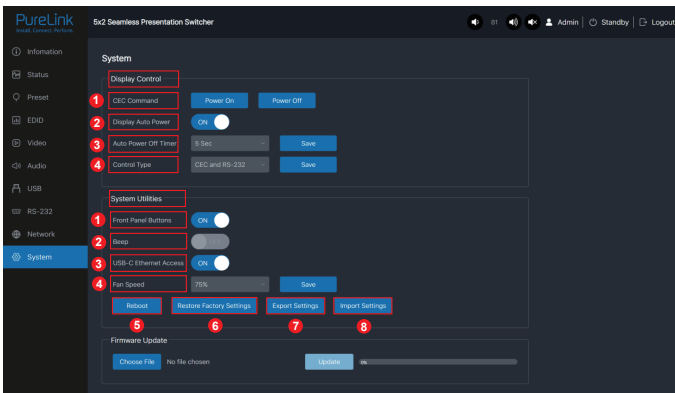 PureLink
Install. Connect. Perform.
5x2 Seamless Presentation Switcher
81
Admin | Standby | Logout
Infomation
Status
Preset
EDID
Video
Audio
USB
RS-232
Network
System
System
Display Control
1 CEC Command Power On Power Off
2 Display Auto Power ON
3 Auto Power Off Timer 5 Sec Save
4 Control Type CEC and RS-232 Save
System Utilities
1 Front Panel Buttons ON
2 Beep
3 USB-C Ethernet Access ON
4 Fan Speed 75% Save
Reboot Restore Factory Settings Export Settings Import Settings
5 6 7 8
Firmware Update
Choose File No file chosen Update 0%